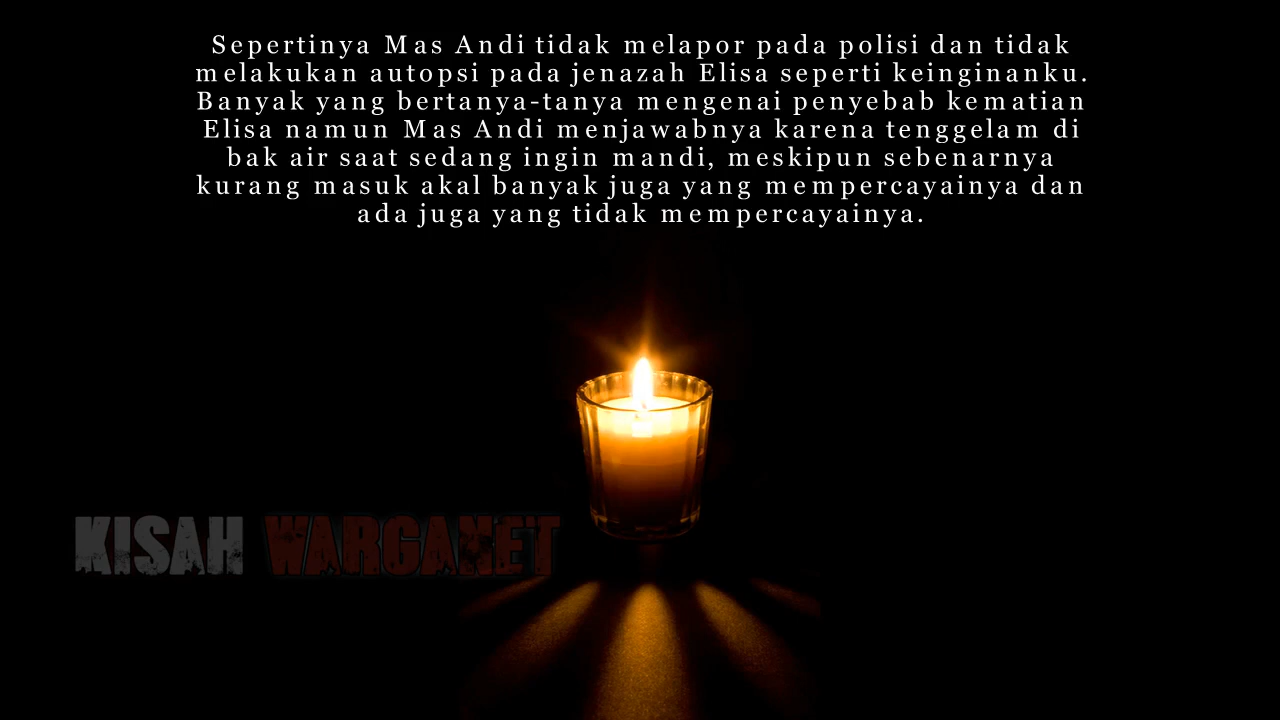 Sepertinya Mas Andi tidak melapor pada polisi dan tidak
melakukan autopsi pada jenazah Elisa seperti keinginanku.
Banyak yang bertanya-tanya mengenai penyebab kematian
Elisa namun Mas Andi menjawabnya karena tenggelam di
bak air saat sedang ingin mandi, meskipun sebenarnya
kurang masuk akal banyak juga yang mempercayainya dan
ada juga yang tidak mempercayainya.
KISAH WARGANET